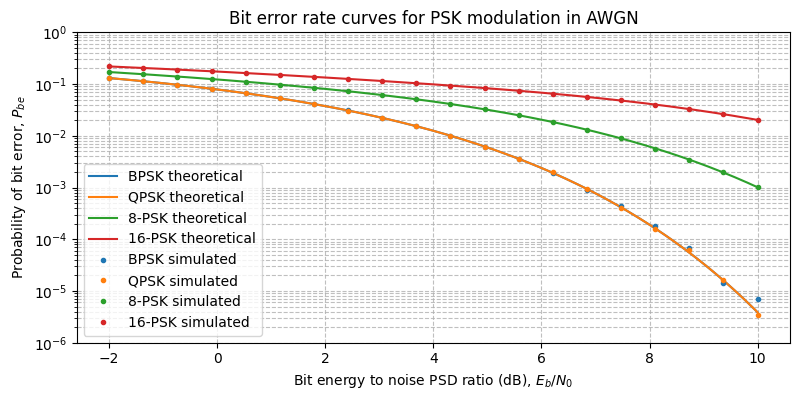 Bit error rate curves for PSK modulation in AWGN
Probability of bit error, P_be
10^0
10^−1
10^−2
10^−3
10^−4
10^−5
10^−6
BPSK theoretical
QPSK theoretical
8-PSK theoretical
16-PSK theoretical
BPSK simulated
QPSK simulated
8-PSK simulated
16-PSK simulated
−2 0 2 4 6 8 10
Bit energy to noise PSD ratio (dB), E_b/N_0